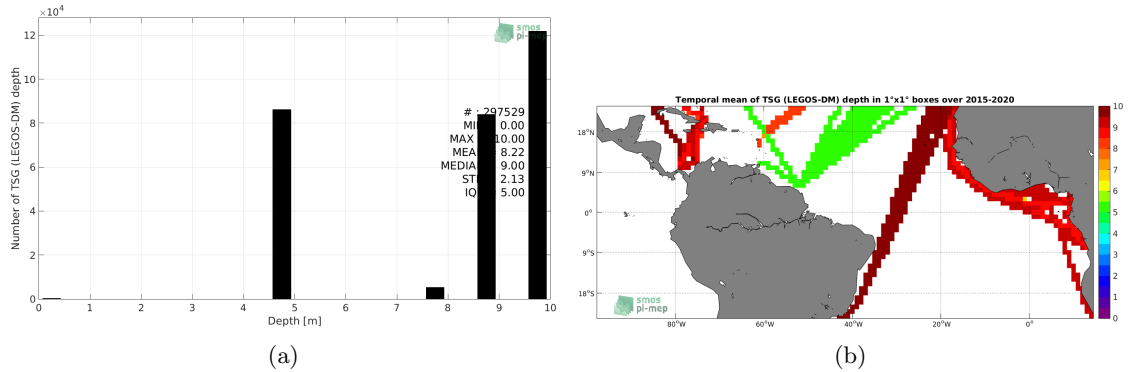 ×10⁴
12
10
8
6
4
2
0
Number of TSG (LEGOS-DM) depth
smos
pi-mep
# : 297529
MIN : 0.00
MAX : 10.00
MEAN : 8.22
MEDIAN : 9.00
STD : 2.13
IQR : 5.00
0 1 2 3 4 5 6 7 8 9 10
Depth [m]
(a)
Temporal mean of TSG (LEGOS-DM) depth in 1°x1° boxes over 2015-2020
18°N
9°N
0°
9°S
18°S
smos
pi-mep
80°W 60°W 40°W 20°W 0°
10
9
8
7
6
5
4
3
2
1
0
(b)